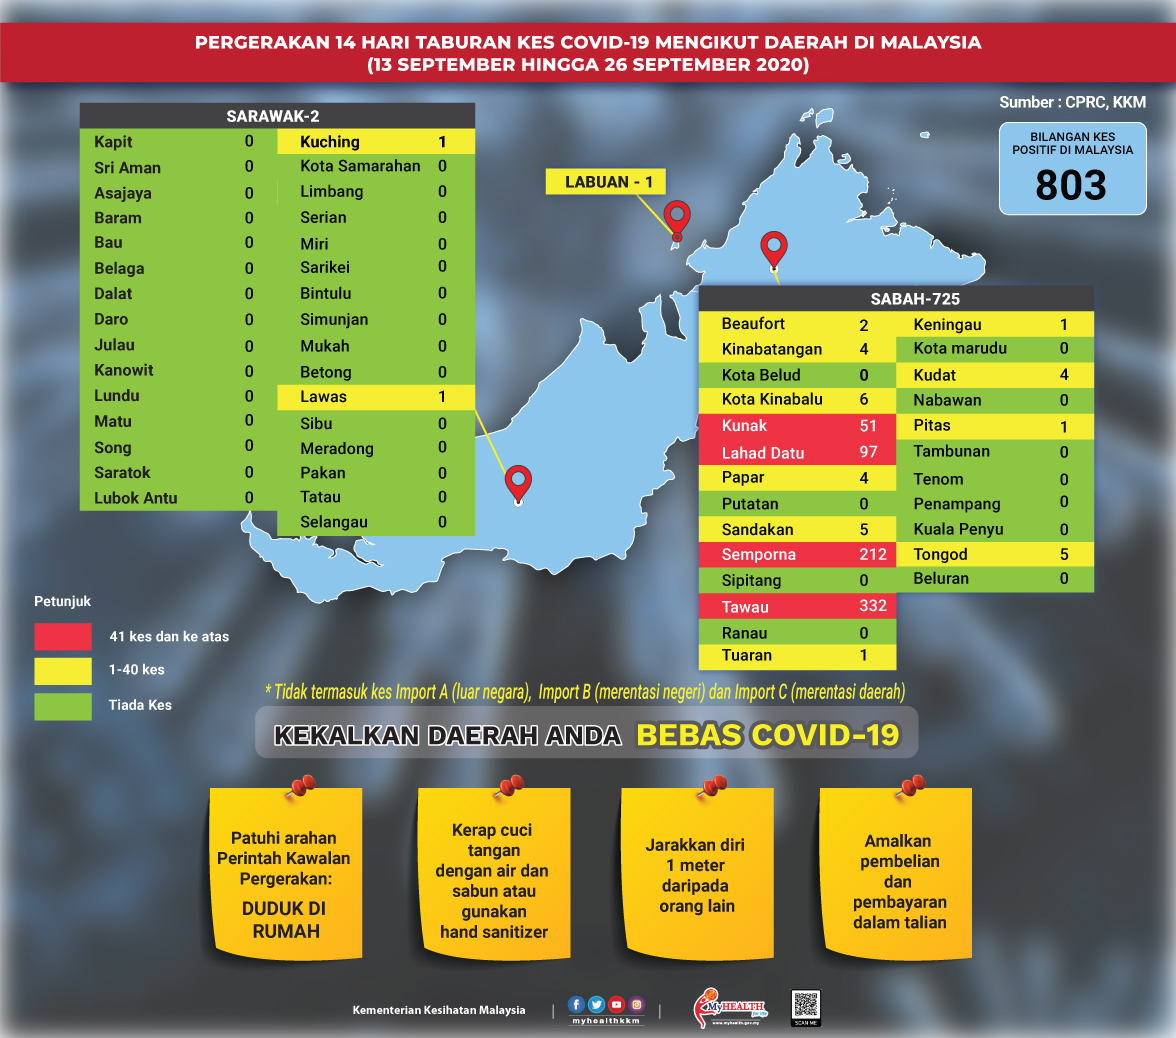 PERGERAKAN 14 HARI TABURAN KES COVID-19 MENGIKUT DAERAH DI MALAYSIA
(13 SEPTEMBER HINGGA 26 SEPTEMBER 2020)
Sumber : CPRC, KKM
BILANGAN KES
POSITIF DI MALAYSIA
803
SARAWAK-2
Kapit 0
Sri Aman 0
Asajaya 0
Baram 0
Bau 0
Belaga 0
Dalat 0
Daro 0
Julau 0
Kanowit 0
Lundu 0
Matu 0
Song 0
Saratok 0
Lubok Antu 0
Kuching 1
Kota Samarahan 0
Limbang 0
Serian 0
Miri 0
Sarikei 0
Bintulu 0
Simunjan 0
Mukah 0
Betong 0
Lawas 1
Sibu 0
Meradong 0
Pakan 0
Tatau 0
Selangau 0
LABUAN - 1
SABAH-725
Beaufort 2
Kinabatangan 4
Kota Belud 0
Kota Kinabalu 6
Kunak 51
Lahad Datu 97
Papar 4
Putatan 0
Sandakan 5
Semporna 212
Sipitang 0
Tawau 332
Ranau 0
Tuaran 1
Keningau 1
Kota marudu 0
Kudat 4
Nabawan 0
Pitas 1
Tambunan 0
Tenom 0
Penampang 0
Kuala Penyu 0
Tongod 5
Beluran 0
Petunjuk
41 kes dan ke atas
1-40 kes
Tiada Kes
* Tidak termasuk kes Import A (luar negara), Import B (merentasi negeri) dan Import C (merentasi daerah)
KEKALKAN DAERAH ANDA BEBAS COVID-19
Patuhi arahan
Perintah Kawalan
Pergerakan:
DUDUK DI
RUMAH
Kerap cuci
tangan
dengan air dan
sabun atau
gunakan
hand sanitizer
Jarakkan diri
1 meter
daripada
orang lain
Amalkan
pembelian
dan
pembayaran
dalam talian
Kementerian Kesihatan Malaysia
myhealthkkm
MyHEALTH
for life
www.myhealth.gov.my
SCAN ME